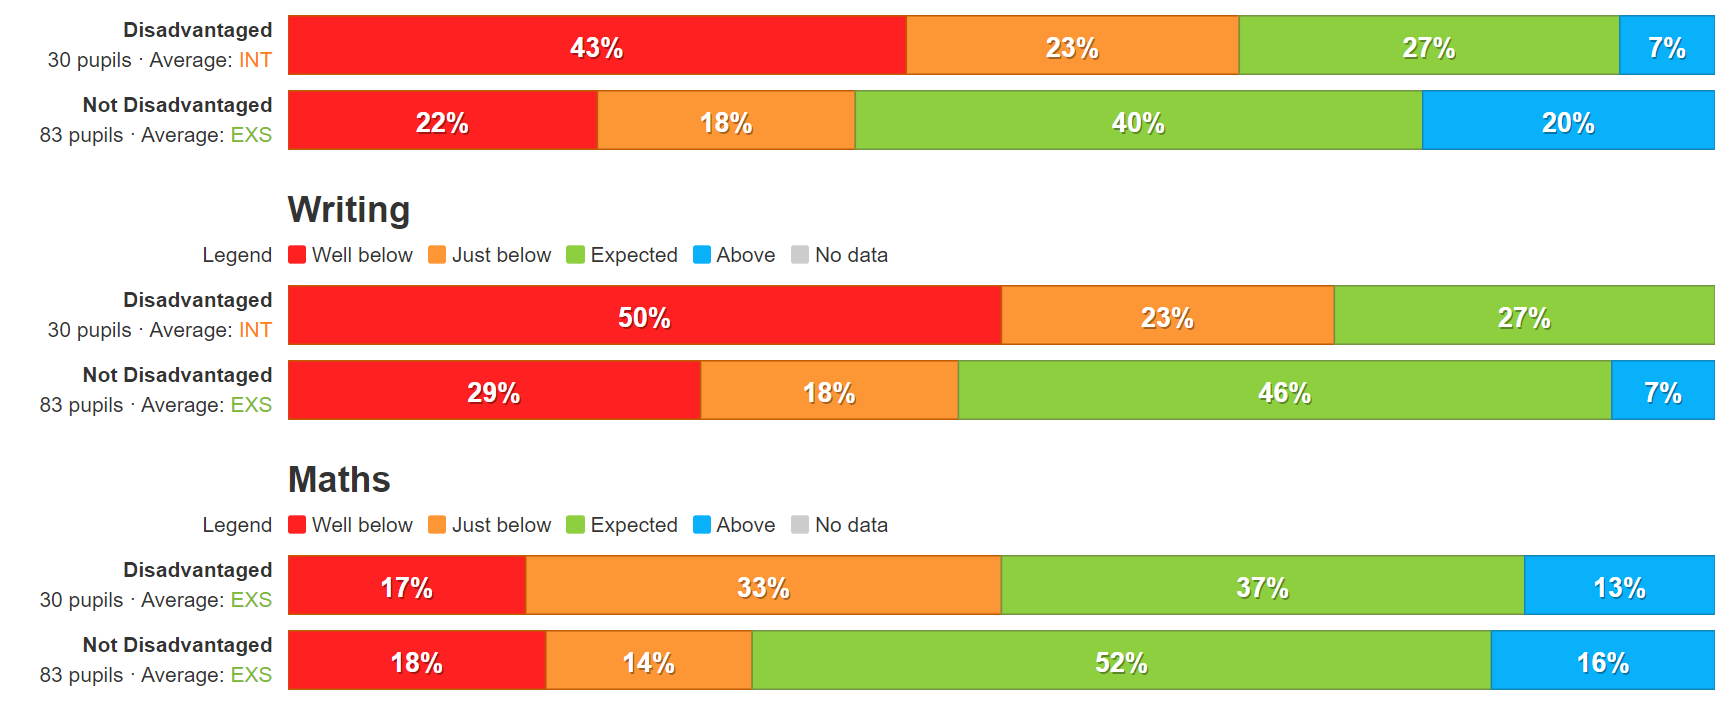 Disadvantaged
30 pupils · Average: INT
43% 23% 27% 7%
Not Disadvantaged
83 pupils · Average: EXS
22% 18% 40% 20%
Writing
Legend Well below Just below Expected Above No data
Disadvantaged
30 pupils · Average: INT
50% 23% 27%
Not Disadvantaged
83 pupils · Average: EXS
29% 18% 46% 7%
Maths
Legend Well below Just below Expected Above No data
Disadvantaged
30 pupils · Average: EXS
17% 33% 37% 13%
Not Disadvantaged
83 pupils · Average: EXS
18% 14% 52% 16%